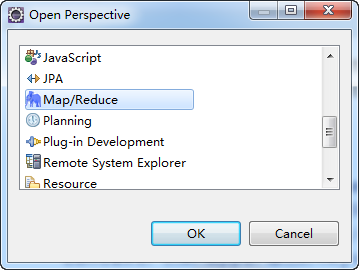 Open Perspective
JavaScript
JPA
Map/Reduce
Planning
Plug-in Development
Remote System Explorer
Resource
OK
Cancel